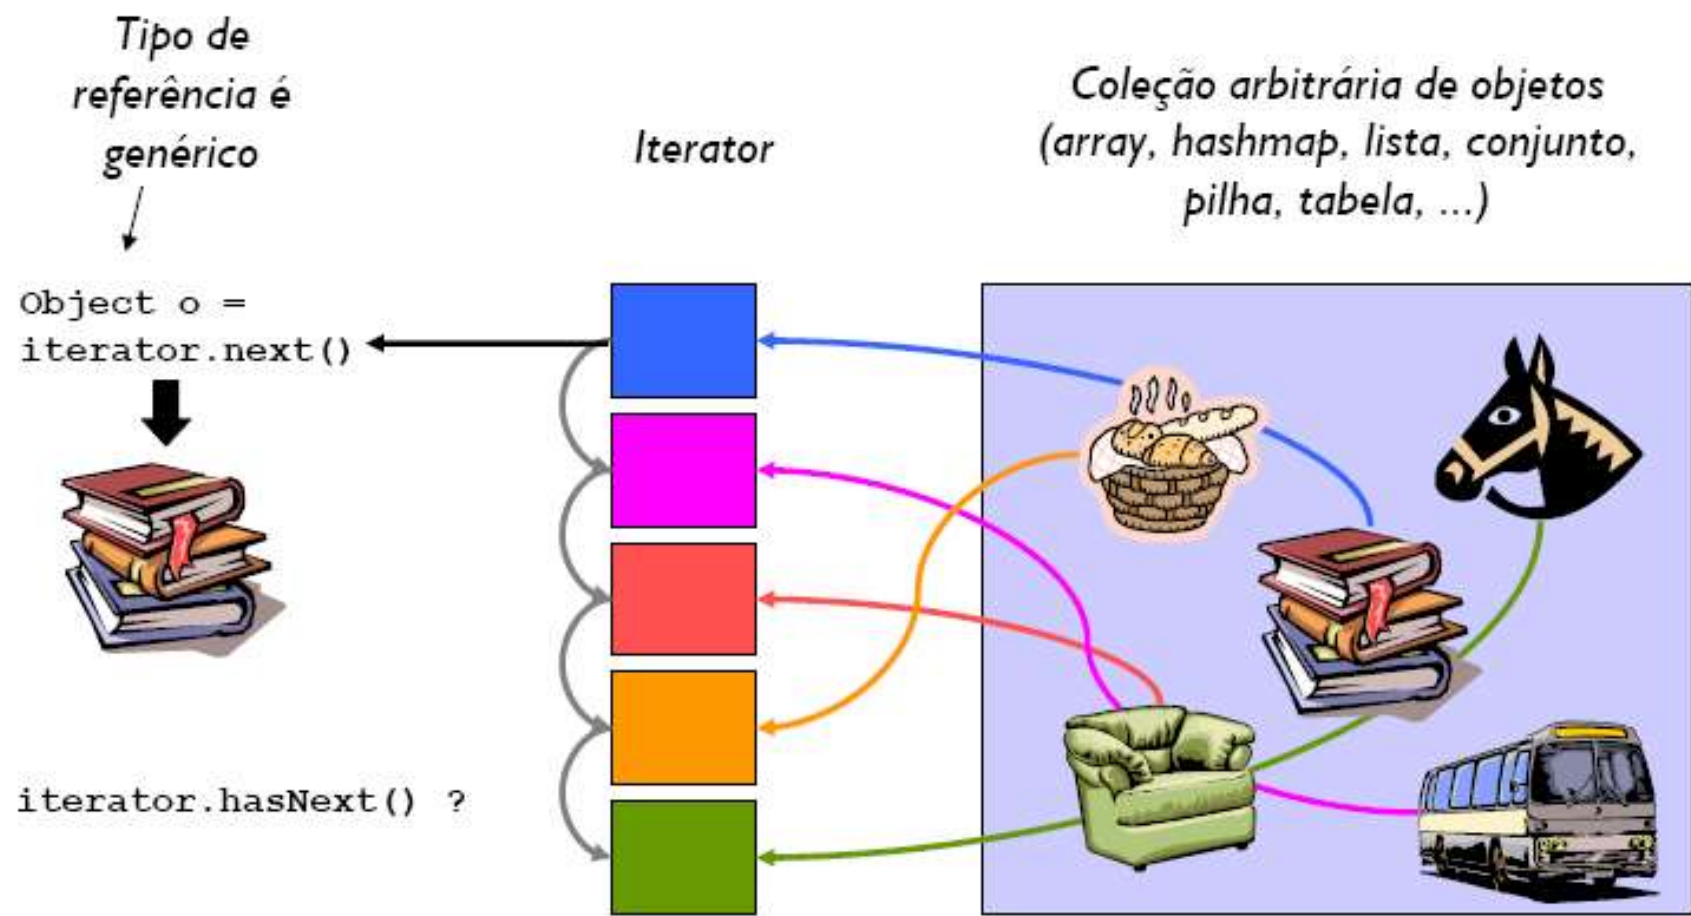 Tipo de
referência é
genérico
Iterator
Coleção arbitrária de objetos
(array, hashmap, lista, conjunto,
pilha, tabela, ...)
Object o =
iterator.next()
iterator.hasNext() ?